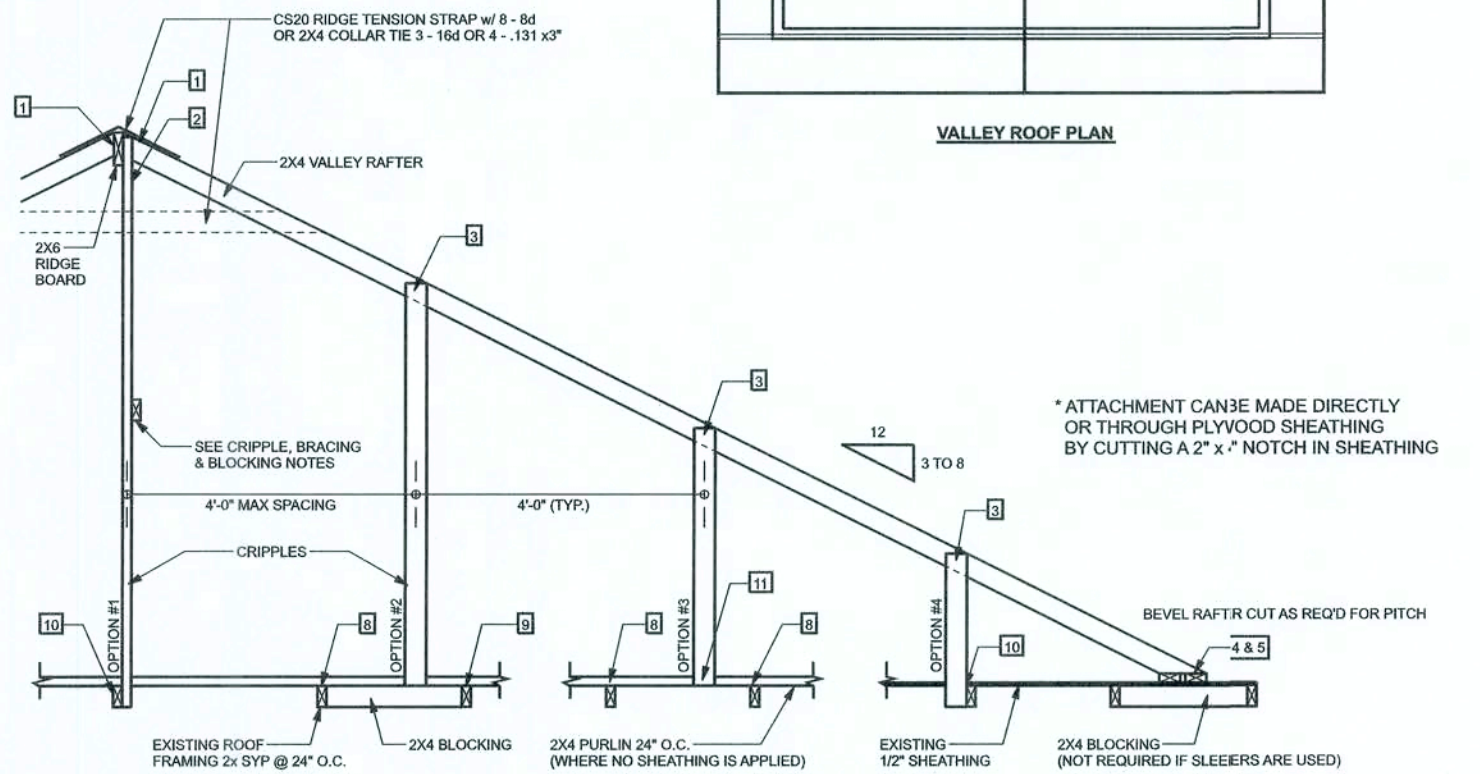 CS20 RIDGE TENSION STRAP w/ 8 - 8d
OR 2X4 COLLAR TIE 3 - 16d OR 4 - .131 x3"
1
1
2
VALLEY ROOF PLAN
2X4 VALLEY RAFTER
3
2X6
RIDGE
BOARD
3
* ATTACHMENT CAN3E MADE DIRECTLY
OR THROUGH PLYVOOD SHEATHING
BY CUTTING A 2" x ." NOTCH IN SHEATHING
12
3 TO 8
SEE CRIPPLE, BRACING
& BLOCKING NOTES
4'-0" MAX SPACING
4'-0" (TYP.)
3
CRIPPLES
11
OPTION #1
OPTION #2
OPTION #3
OPTION #4
BEVEL RAFT:R CUT AS REQ'D FOR PITCH
10
8
9
8
8
10
4 & 5
EXISTING ROOF
FRAMING 2x SYP @ 24" O.C.
2X4 BLOCKING
2X4 PURLIN 24" O.C.
(WHERE NO SHEATHING IS APPLIED)
EXISTING
1/2" SHEATHING
2X4 BLOCKING
(NOT REQUIRED IF SLEEIERS ARE USED)